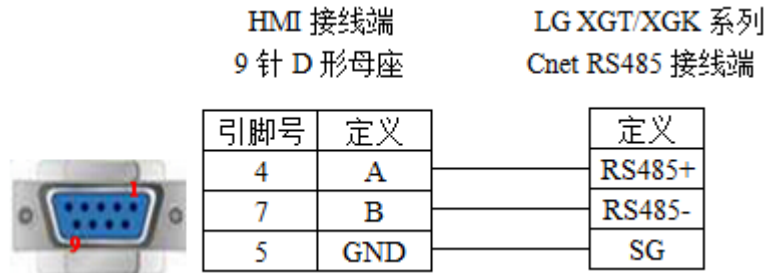 HMI 接线端
9 针 D 形母座
LG XGT/XGK 系列
Cnet RS485 接线端
引脚号 定义 定义
4 A RS485+
7 B RS485-
5 GND SG
1
9